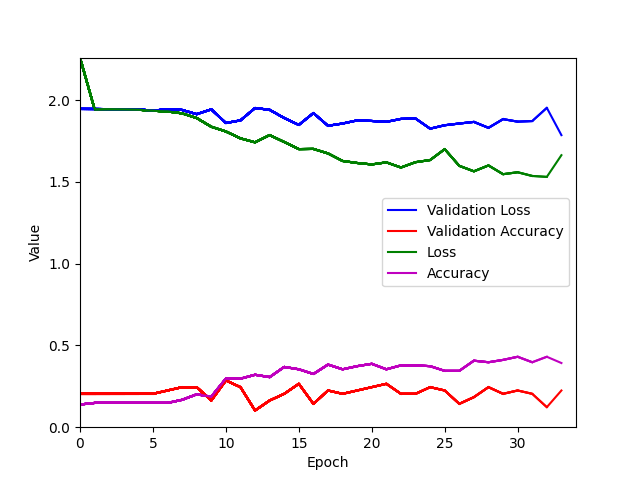 2.0
1.5
1.0
0.5
0.0
Value
Validation Loss
Validation Accuracy
Loss
Accuracy
0 5 10 15 20 25 30
Epoch